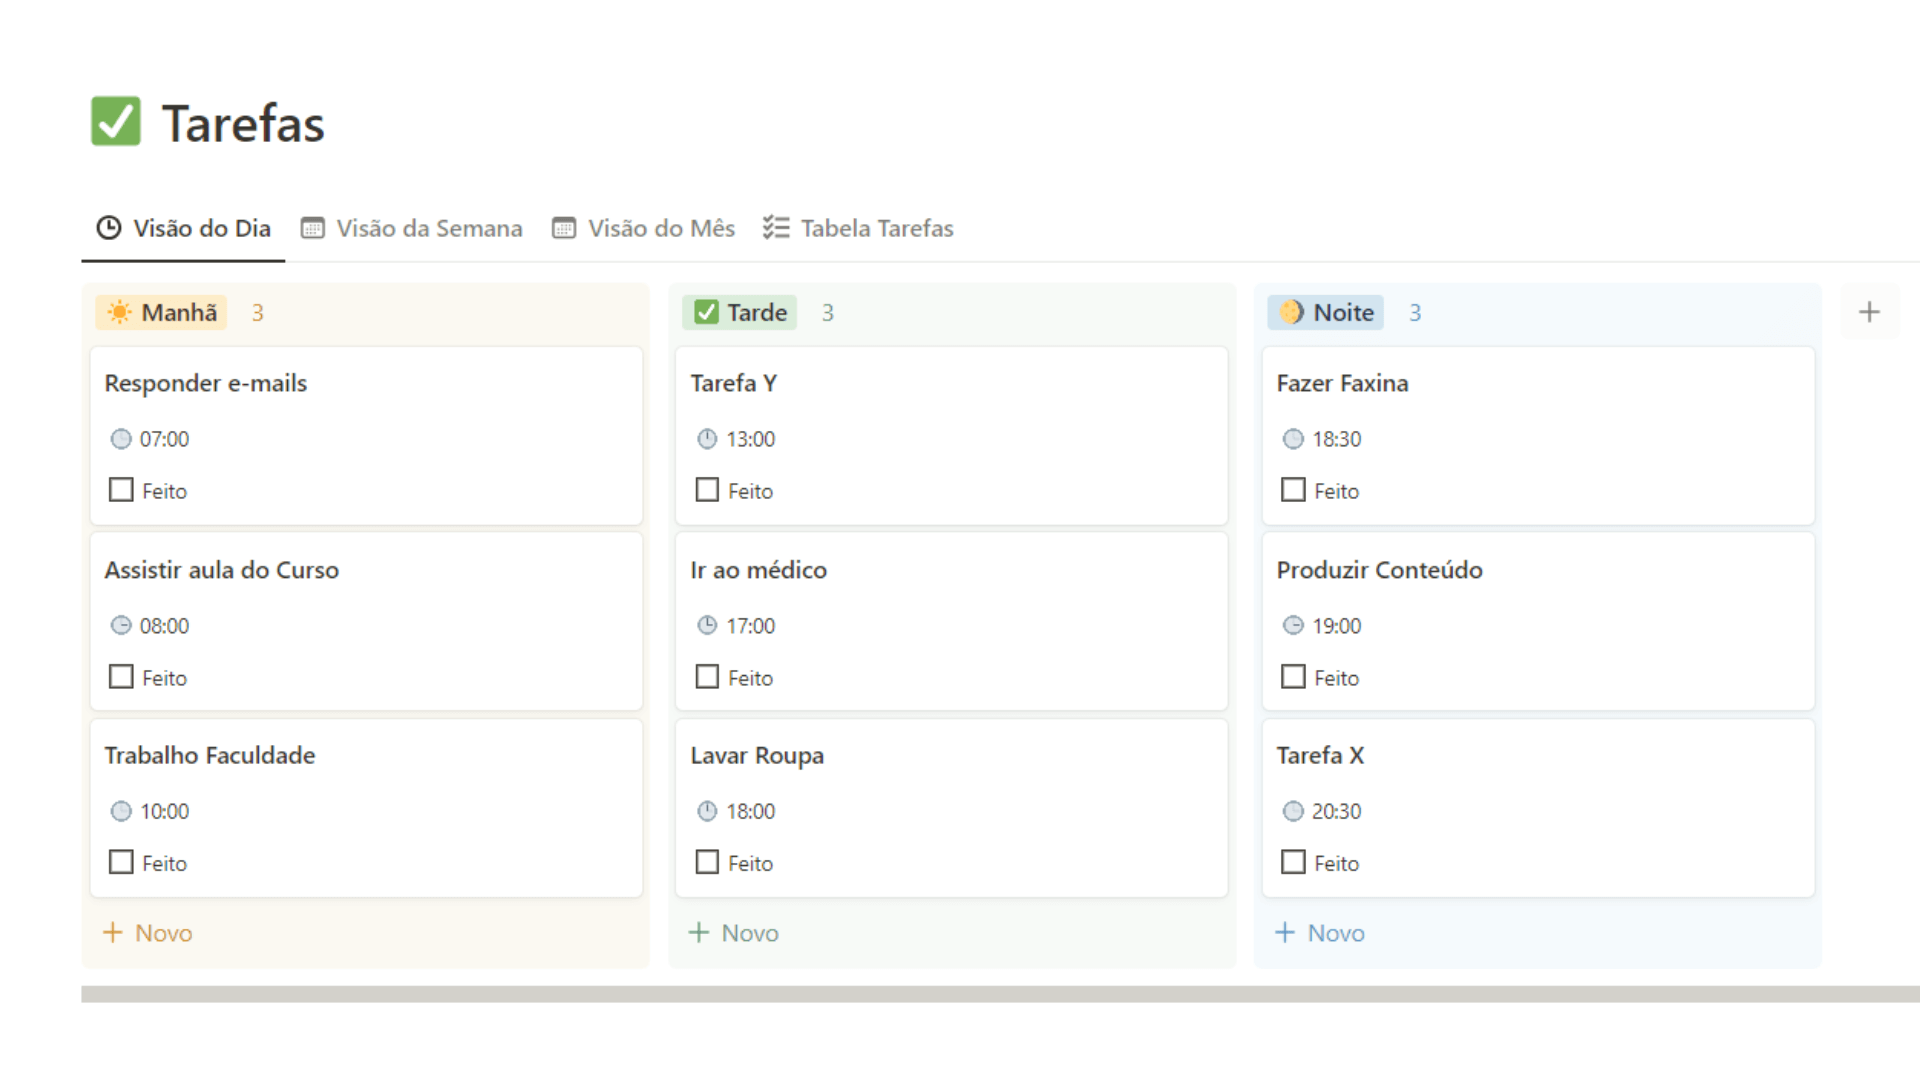 Tarefas
Visão do Dia Visão da Semana Visão do Mês Tabela Tarefas
Manhã 3
Responder e-mails
07:00
Feito
Assistir aula do Curso
08:00
Feito
Trabalho Faculdade
10:00
Feito
+ Novo
Tarde 3
Tarefa Y
13:00
Feito
Ir ao médico
17:00
Feito
Lavar Roupa
18:00
Feito
+ Novo
Noite 3
Fazer Faxina
18:30
Feito
Produzir Conteúdo
19:00
Feito
Tarefa X
20:30
Feito
+ Novo
+